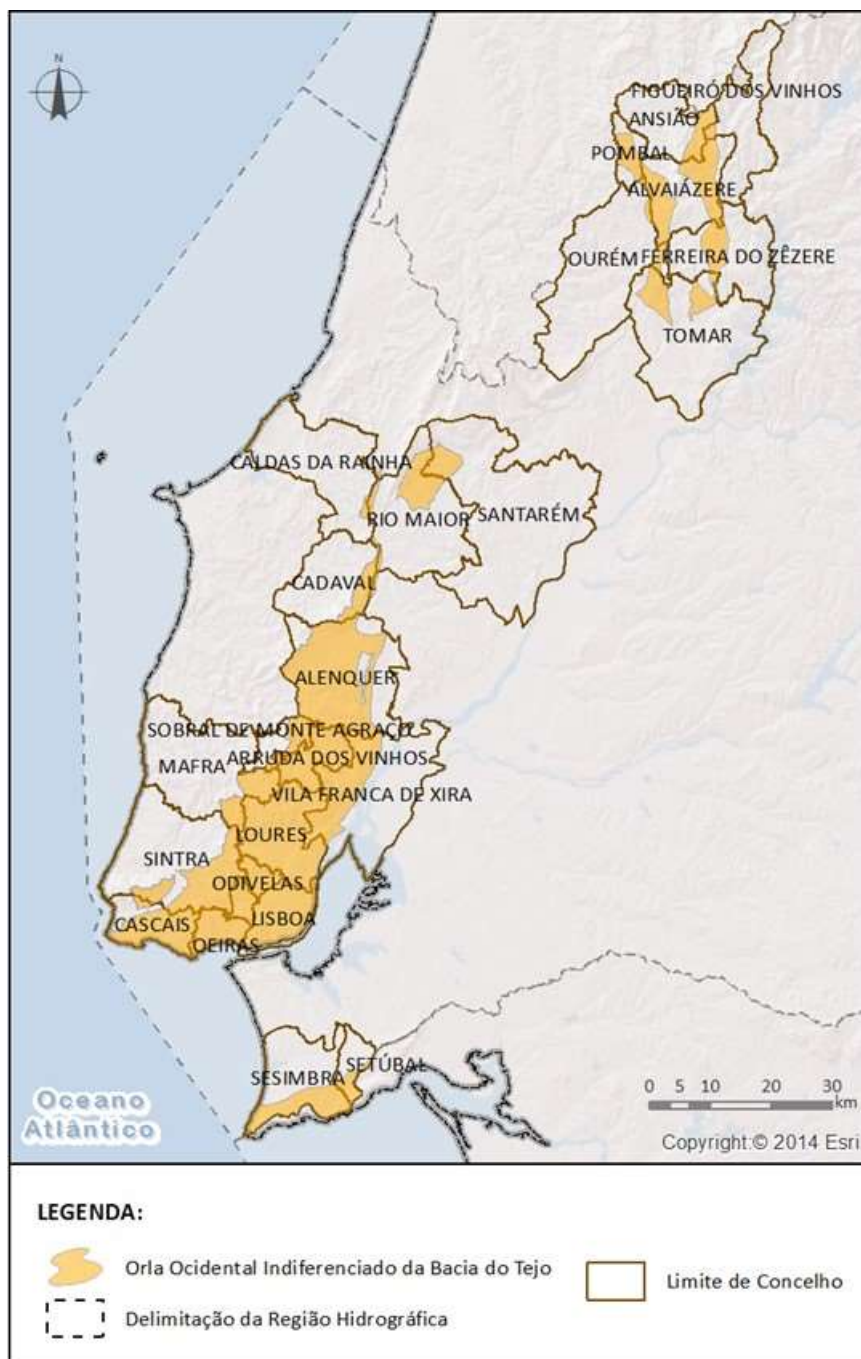 N
FIGUEIRÓ DOS VINHOS
ANSIÃO
POMBAL
ALVAIÁZERE
OURÉM
FERREIRA DO ZÊZERE
TOMAR
CALDAS DA RAINHA
RIO MAIOR
SANTARÉM
CADAVAL
ALENQUER
SOBRAL DE MONTE AGRAÇO
MAFRA
ARRUDA DOS VINHOS
VILA FRANCA DE XIRA
LOURES
SINTRA
ODIVELAS
CASCAIS
LISBOA
OEIRAS
SETÚBAL
SESIMBRA
0 5 10 20 30
km
Oceano
Atlântico
Copyright:© 2014 Esri
LEGENDA:
Orla Ocidental Indiferenciado da Bacia do Tejo
Limite de Concelho
Delimitação da Região Hidrográfica